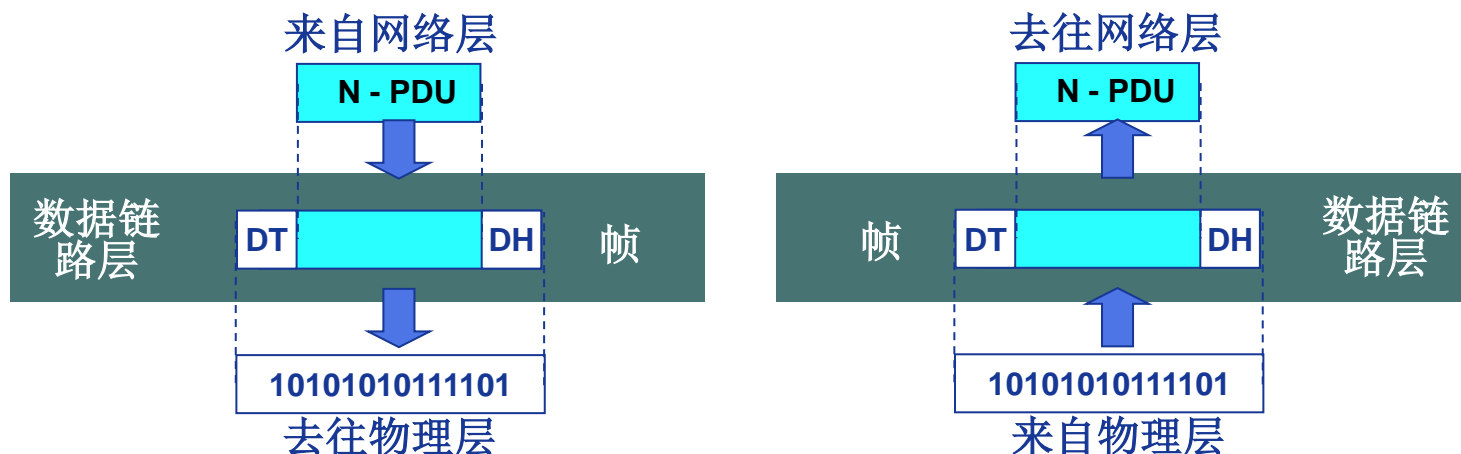 来自网络层
N - PDU
数据链
路层
DT
DH
帧
10101010111101
去往物理层
去往网络层
N - PDU
帧
DT
DH
数据链
路层
10101010111101
来自物理层